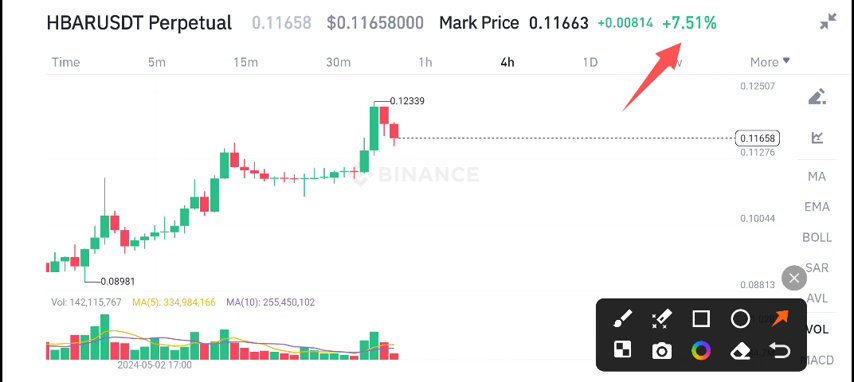 HBARUSDT Perpetual 0.11658 $0.11658000 Mark Price 0.11663 +0.00814 +7.51%
Time 5m 15m 30m 1h 4h 1D More
0.12507
0.12339
0.11658
0.11276
BINANCE
MA
EMA
0.10044
BOLL
SAR
0.08981
0.08813
AVL
Vol: 142,115,767 MA(5): 334,984,166 MA(10): 255,450,102
VOL
MACD
2024-05-02 17:00